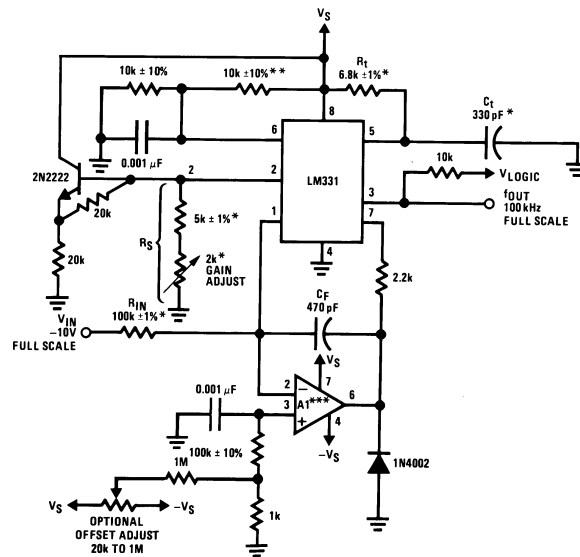 VS
10k ± 10%
10k ±10%**
Rt
6.8k ±1%*
Ct
330 pF*
8
6
5
0.001 µF
10k
VLOGIC
2N2222
2
2
LM331
3
fOUT
100 kHz
FULL SCALE
1
7
20k
5k ± 1%*
RS
4
20k
2k*
GAIN
ADJUST
2.2k
RIN
100k ±1%*
CF
470 pF
VIN
−10V
FULL SCALE
VS
7
2
0.001 µF
3
−
+
A1***
6
4
−VS
100k ± 10%
1N4002
1M
VS
−VS
1k
OPTIONAL
OFFSET ADJUST
20k TO 1M